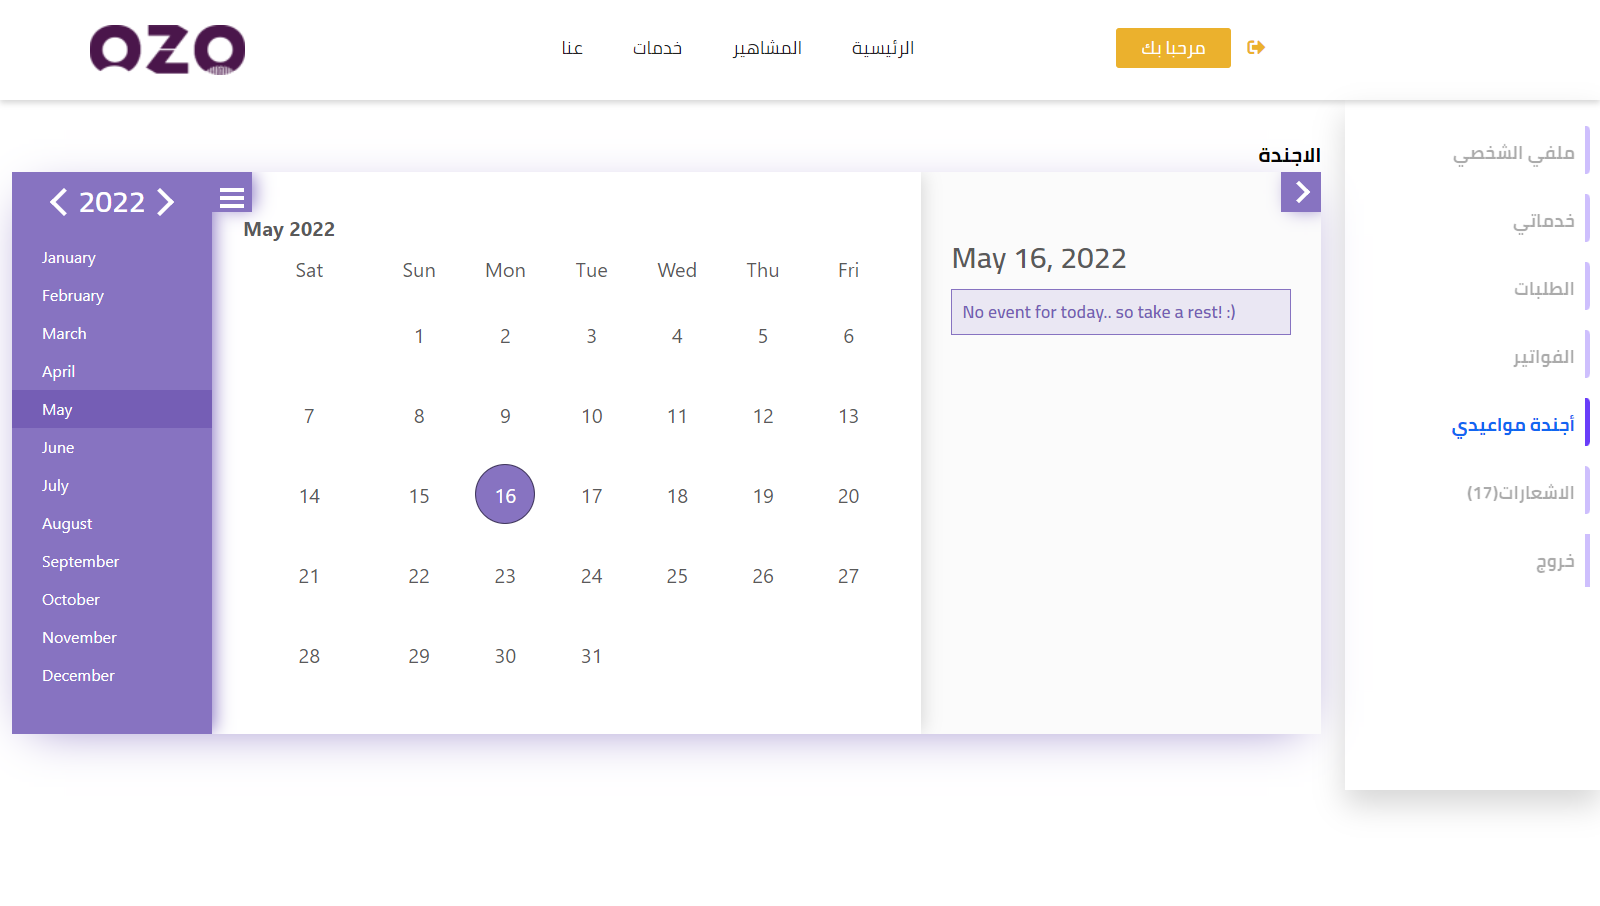 OZO
الرئيسية
المشاهير
خدمات
عنا
مرحبا بك
ملفي الشخصي
خدماتي
الطلبات
الفواتير
أجندة مواعيدي
الاشعارات(17)
خروج
الاجندة
2022
January
February
March
April
May
June
July
August
September
October
November
December
May 2022
Sat Sun Mon Tue Wed Thu Fri
1 2 3 4 5 6
7 8 9 10 11 12 13
14 15 16 17 18 19 20
21 22 23 24 25 26 27
28 29 30 31
May 16, 2022
No event for today.. so take a rest! :)